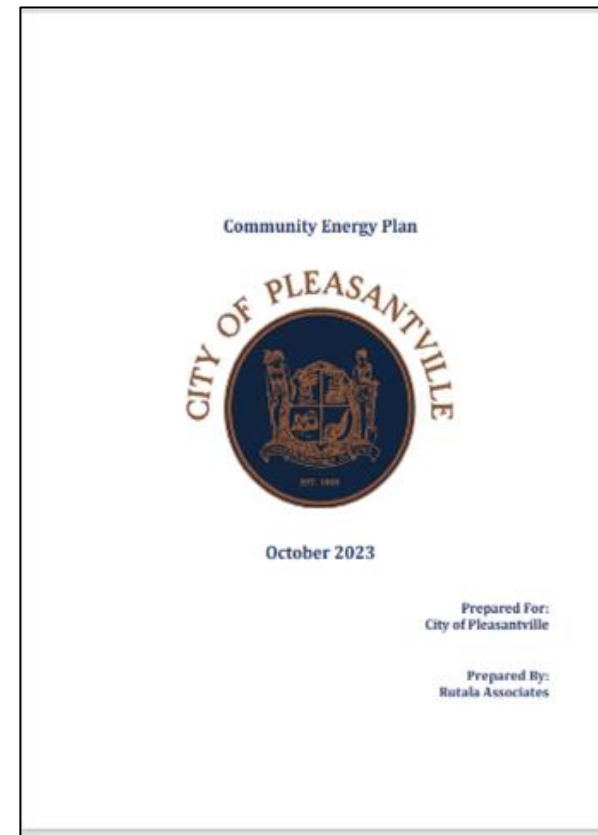 Community Energy Plan
CITY OF PLEASANTVILLE
October 2023
Prepared For:
City of Pleasantville
Prepared By:
Rutala Associates